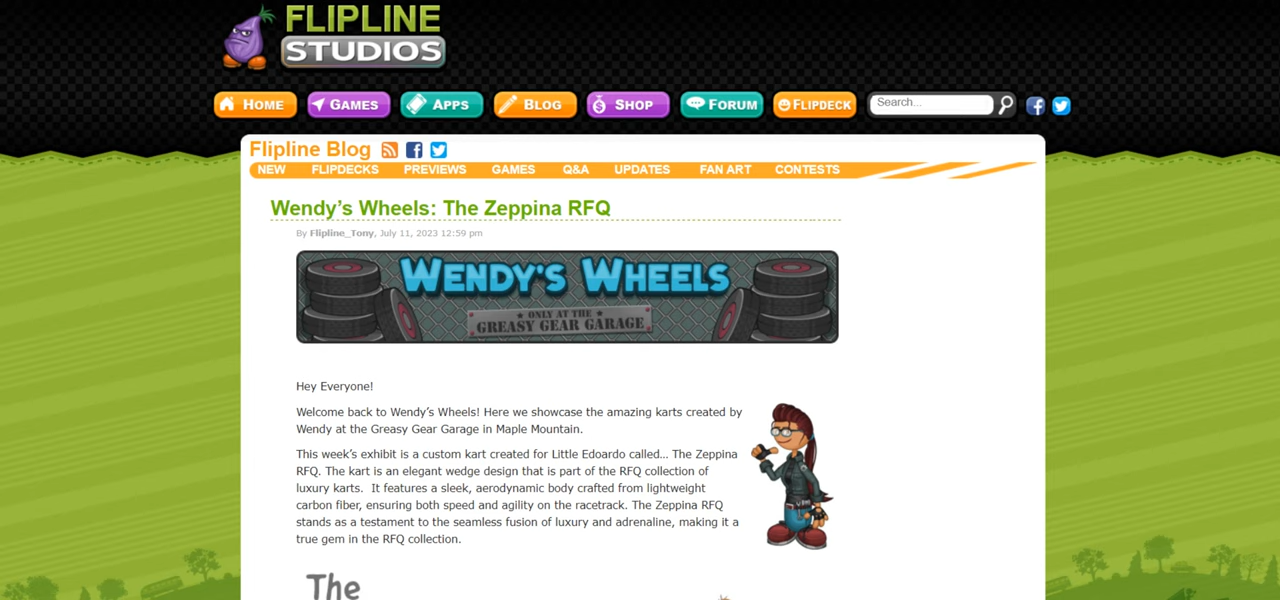 FLIPLINE
STUDIOS
HOME GAMES APPS BLOG SHOP FORUM FLIPDECK Search...
Flipline Blog
NEW FLIPDECKS PREVIEWS GAMES Q&A UPDATES FAN ART CONTESTS
Wendy's Wheels: The Zeppina RFQ
By Flipline_Tony, July 11, 2023 12:59 pm
WENDY'S WHEELS
★ ONLY AT THE ★
GREASY GEAR GARAGE
Hey Everyone!
Welcome back to Wendy's Wheels! Here we showcase the amazing karts created by
Wendy at the Greasy Gear Garage in Maple Mountain.
This week's exhibit is a custom kart created for Little Edoardo called... The Zeppina
RFQ. The kart is an elegant wedge design that is part of the RFQ collection of
luxury karts.  It features a sleek, aerodynamic body crafted from lightweight
carbon fiber, ensuring both speed and agility on the racetrack. The Zeppina RFQ
stands as a testament to the seamless fusion of luxury and adrenaline, making it a
true gem in the RFQ collection.
The